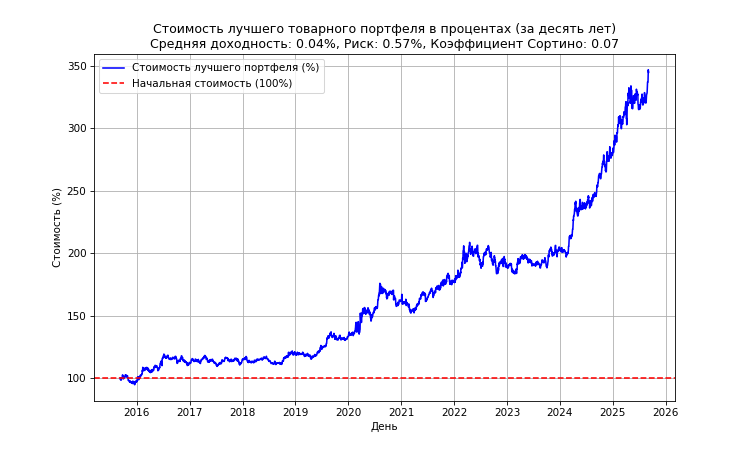 Стоимость лучшего товарного портфеля в процентах (за десять лет)
Средняя доходность: 0.04%, Риск: 0.57%, Коэффициент Сортино: 0.07
Стоимость лучшего портфеля (%)
Начальная стоимость (100%)
Стоимость (%)
350
300
250
200
150
100
2016 2017 2018 2019 2020 2021 2022 2023 2024 2025 2026
День